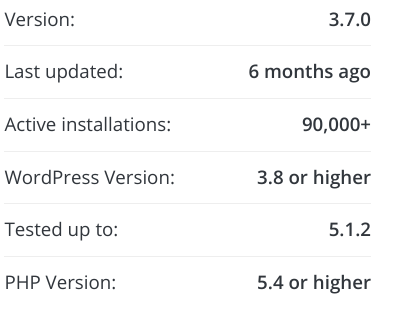 Version: 3.7.0
Last updated: 6 months ago
Active installations: 90,000+
WordPress Version: 3.8 or higher
Tested up to: 5.1.2
PHP Version: 5.4 or higher